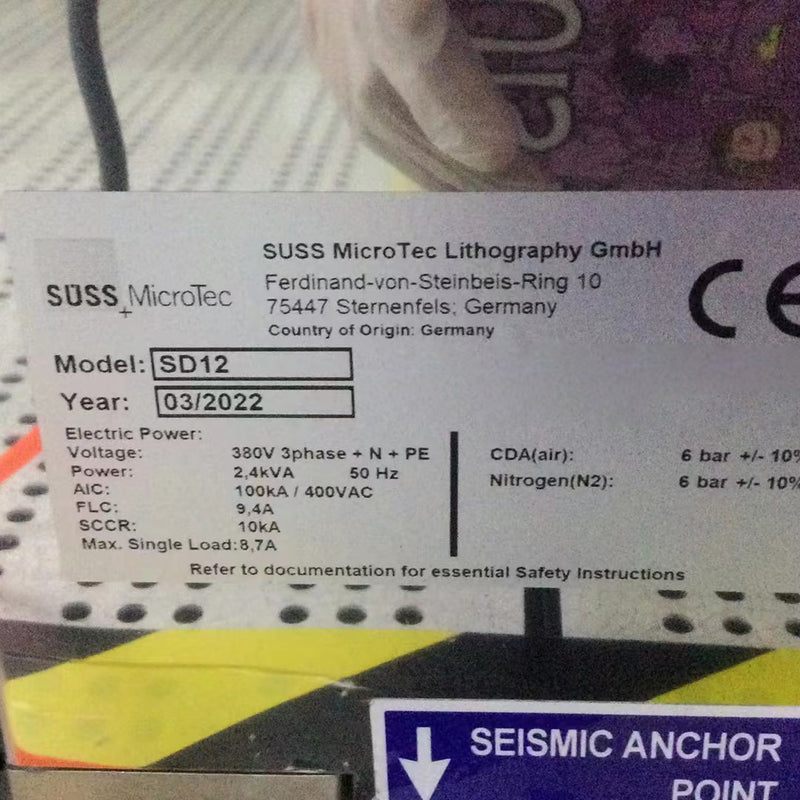 SUSS MicroTec Lithography GmbH
SÜSS MicroTec
Ferdinand-von-Steinbeis-Ring 10
75447 Sternenfels; Germany
Country of Origin: Germany
CE
Model: SD12
Year: 03/2022
Electric Power:
Voltage: 380V 3phase + N + PE
Power: 2,4kVA 50 Hz
AIC: 100kA / 400VAC
FLC: 9,4A
SCCR: 10kA
Max. Single Load: 8,7A
CDA(air): 6 bar +/- 10%
Nitrogen(N2): 6 bar +/- 10%
Refer to documentation for essential Safety Instructions
SEISMIC ANCHOR
POINT